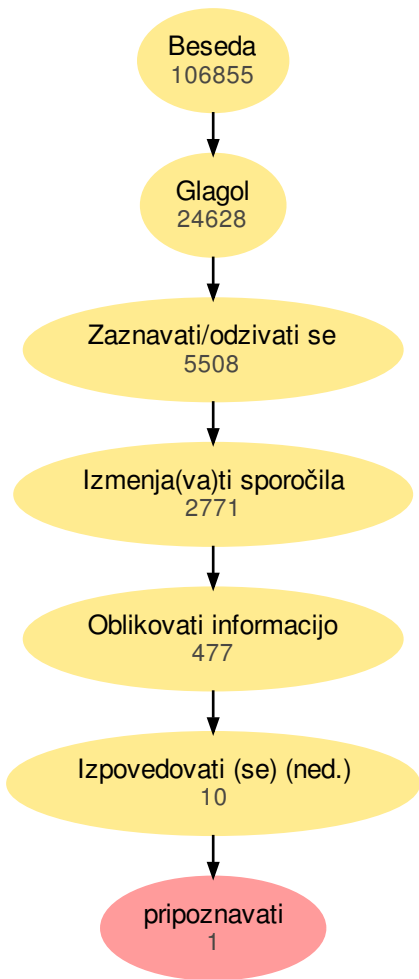 Beseda
106855
Glagol
24628
Zaznavati/odzivati se
5508
Izmenja(va)ti sporočila
2771
Oblikovati informacijo
477
Izpovedovati (se) (ned.)
10
pripoznavati
1